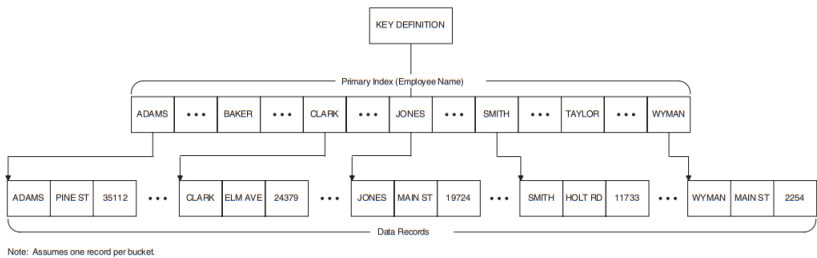 KEY DEFINITION
Primary Index (Employee Name)
ADAMS • • • BAKER • • • CLARK • • • JONES • • • SMITH • • • TAYLOR • • • WYMAN
ADAMS PINE ST 35112 • • • CLARK ELM AVE 24379 • • • JONES MAIN ST 19724 • • • SMITH HOLT RD 11733 • • • WYMAN MAIN ST 2254
Data Records
Note: Assumes one record per bucket.